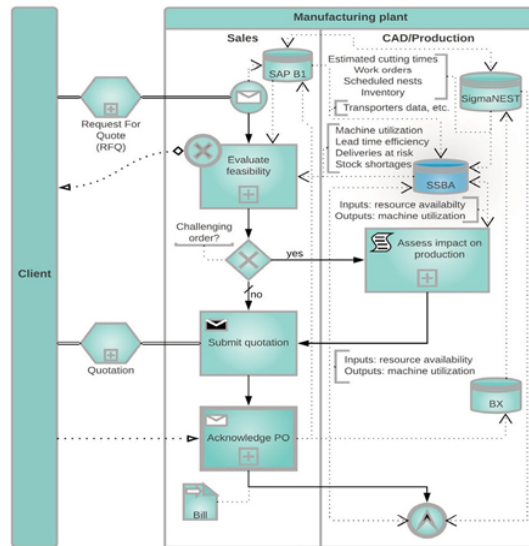 Manufacturing plant
Sales
CAD/Production
Client
Request For
Quote
(RFQ)
SAP B1
Estimated cutting times
Work orders
Scheduled nests
Inventory
Transporters data, etc.
SigmaNEST
Machine utilization
Lead time efficiency
Deliveries at risk
Stock shortages
SSBA
Evaluate
feasibility
Inputs: resource availabilty
Outputs: machine utilization
Challenging
order?
yes
no
Assess impact on
production
Submit quotation
Quotation
Inputs: resource availability
Outputs: machine utilization
BX
Acknowledge PO
Bill